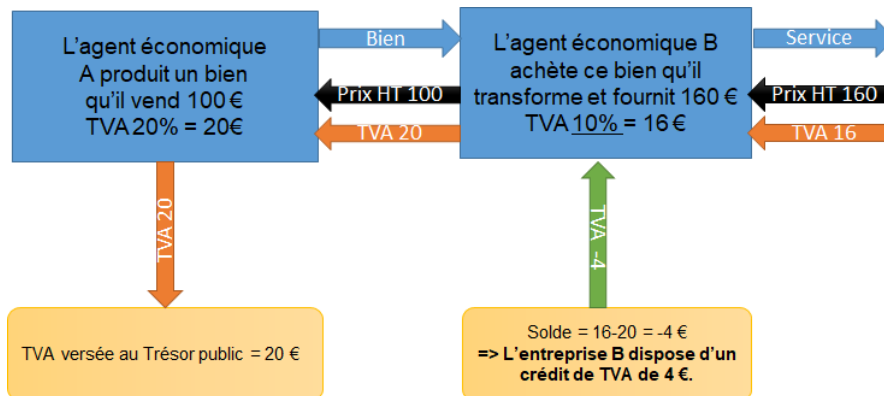 L'agent économique
A produit un bien
qu'il vend 100 €
TVA 20% = 20€
Bien
Prix HT 100
TVA 20
L'agent économique B
achète ce bien qu'il
transforme et fournit 160 €
TVA 10% = 16 €
Service
Prix HT 160
TVA 16
TVA 20
TVA -4
TVA versée au Trésor public = 20 €
Solde = 16-20 = -4 €
=> L'entreprise B dispose d'un
crédit de TVA de 4 €.